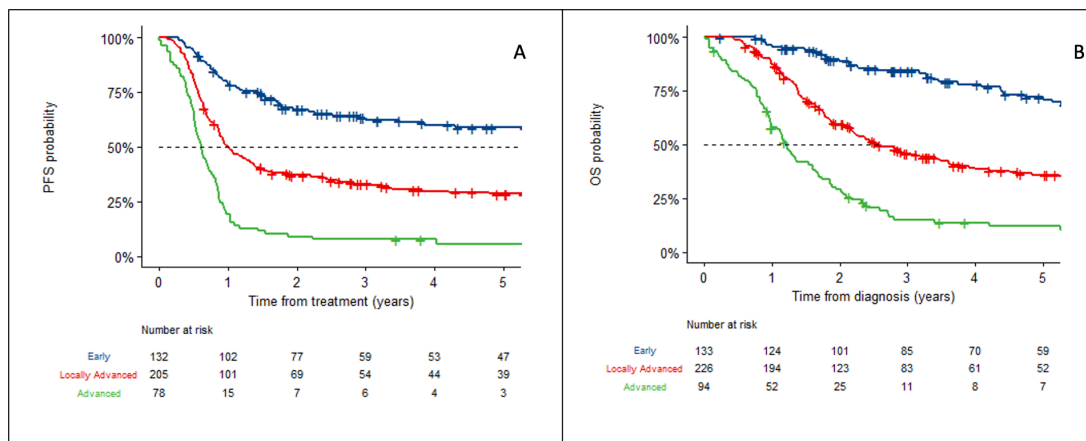 A
100%
75%
50%
25%
0%
PFS probability
0 1 2 3 4 5
Time from treatment (years)
Number at risk
Early 132 102 77 59 53 47
Locally Advanced 205 101 69 54 44 39
Advanced 78 15 7 6 4 3
B
100%
75%
50%
25%
0%
OS probability
0 1 2 3 4 5
Time from diagnosis (years)
Number at risk
Early 133 124 101 85 70 59
Locally Advanced 226 194 123 83 61 52
Advanced 94 52 25 11 8 7